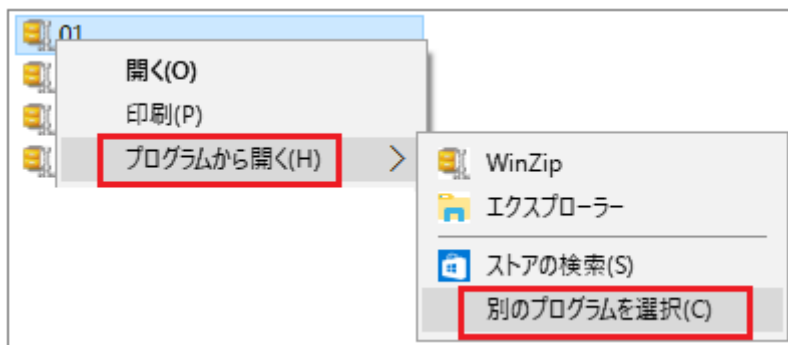 01
開く(O)
印刷(P)
プログラムから開く(H)
WinZip
エクスプローラー
ストアの検索(S)
別のプログラムを選択(C)